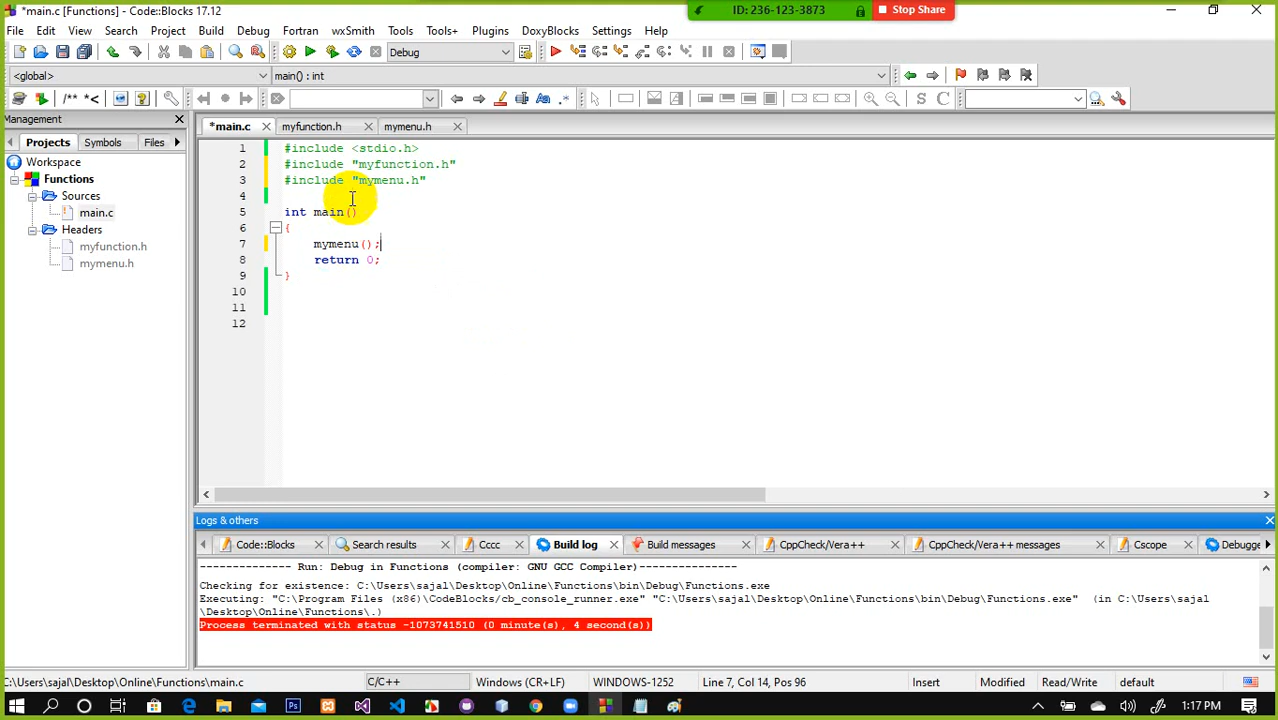 *main.c [Functions] - Code::Blocks 17.12
ID: 236-123-3873
Stop Share
File Edit View Search Project Build Debug Fortran wxSmith Tools Tools+ Plugins DoxyBlocks Settings Help
Debug
<global>
main() : int
/** *<
S C
Management
Projects Symbols Files
*main.c myfunction.h mymenu.h
Workspace
Functions
Sources
main.c
Headers
myfunction.h
mymenu.h
1 #include <stdio.h>
2 #include "myfunction.h"
3 #include "mymenu.h"
4
5 int main()
6 {
7 mymenu();
8 return 0;
9 }
10
11
12
Logs & others
Code::Blocks Search results Cccc Build log Build messages CppCheck/Vera++ CppCheck/Vera++ messages Cscope Debugge
-------------- Run: Debug in Functions (compiler: GNU GCC Compiler)---------------
Checking for existence: C:\Users\sajal\Desktop\Online\Functions\bin\Debug\Functions.exe
Executing: "C:\Program Files (x86)\CodeBlocks/cb_console_runner.exe" "C:\Users\sajal\Desktop\Online\Functions\bin\Debug\Functions.exe"  (in C:\Users\sajal
\Desktop\Online\Functions\.)
Process terminated with status -1073741510 (0 minute(s), 4 second(s))
C:\Users\sajal\Desktop\Online\Functions\main.c C/C++ Windows (CR+LF) WINDOWS-1252 Line 7, Col 14, Pos 96 Insert Modified Read/Write default
1:17 PM